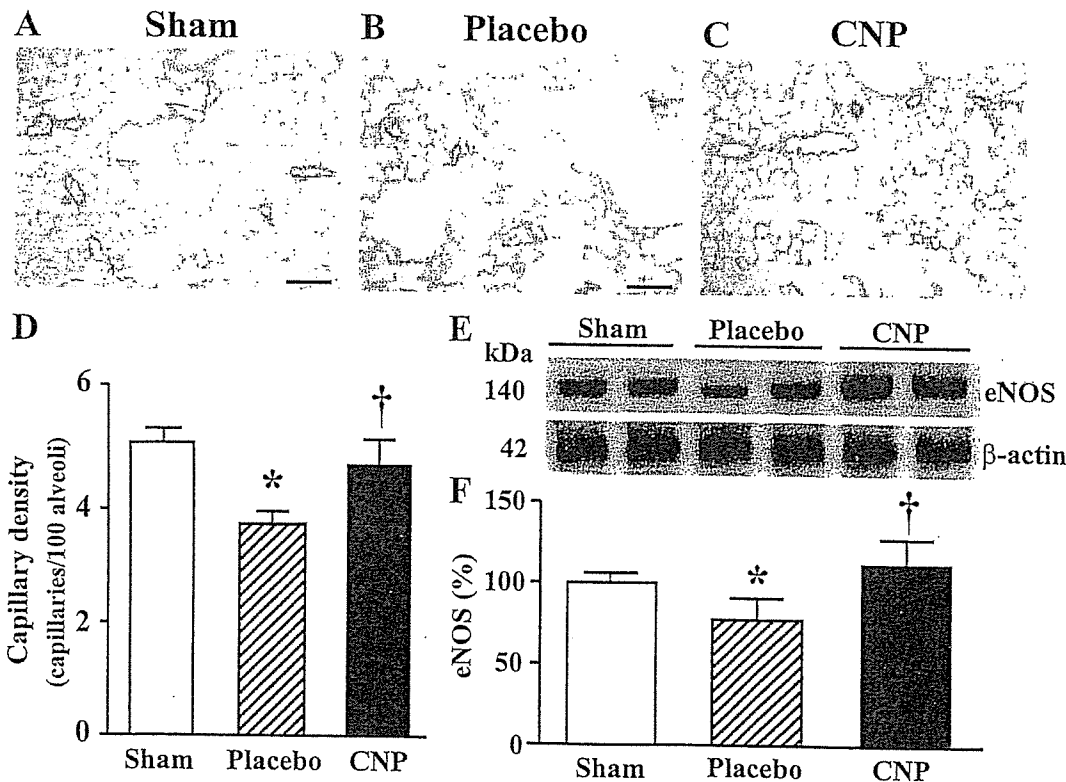 A Sham
B Placebo
C CNP
D
6
4
2
0
Capillary density
(capillaries/100 alveoli)
*
†
Sham Placebo CNP
E
Sham Placebo CNP
kDa
140 eNOS
42 β-actin
F
150
100
50
0
eNOS (%)
*
†
Sham Placebo CNP